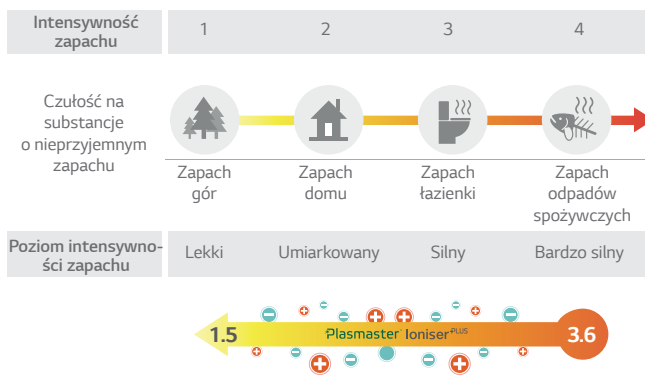 Intensywność
zapachu
1 2 3 4
Czułość na
substancje
o nieprzyjemnym
zapachu
Zapach
gór
Zapach
domu
Zapach
łazienki
Zapach
odpadów
spożywczych
Poziom intensywno-
ści zapachu
Lekki Umiarkowany Silny Bardzo silny
1.5 Plasmaster Ioniser PLUS 3.6